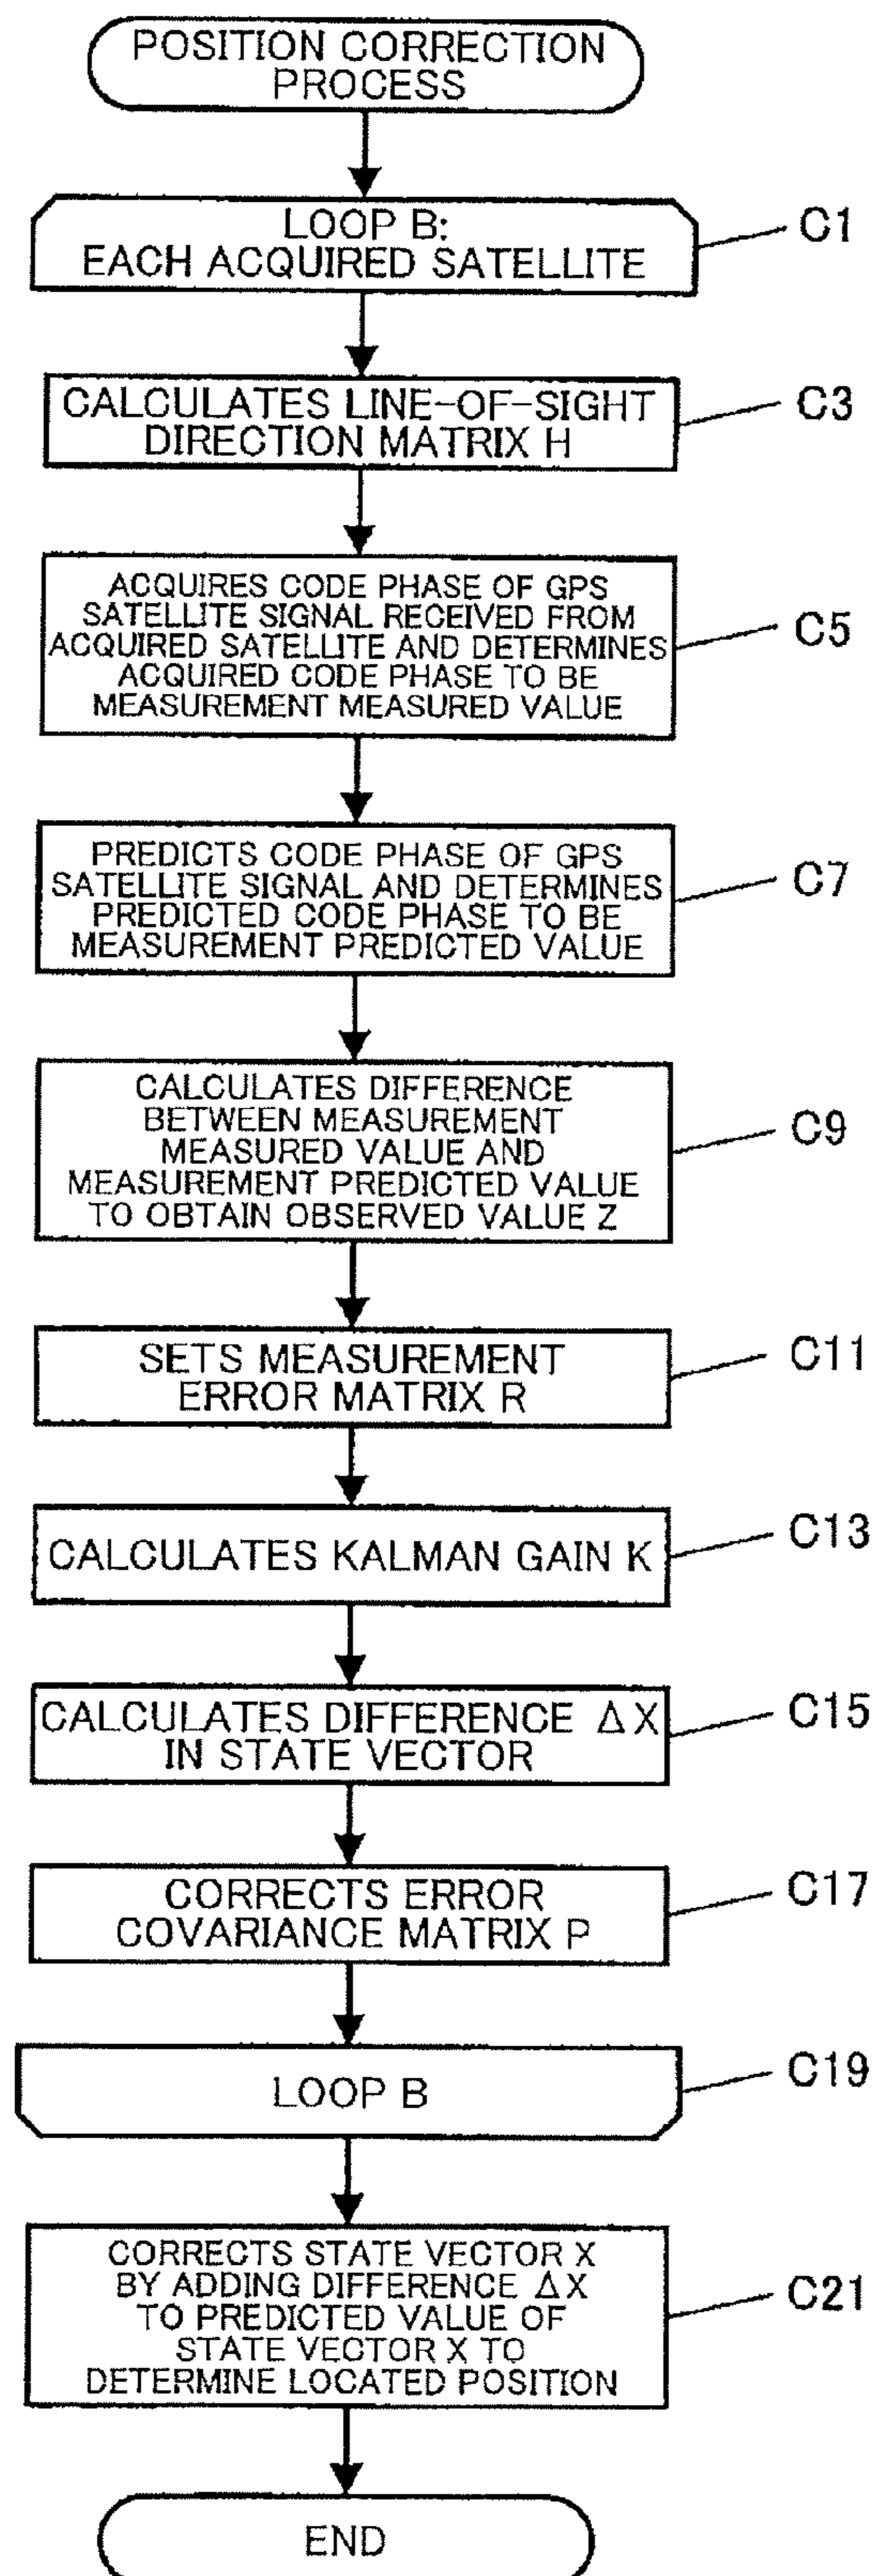 POSITION CORRECTION
PROCESS
LOOP B:
EACH ACQUIRED SATELLITE
C1
CALCULATES LINE-OF-SIGHT
DIRECTION MATRIX H
C3
ACQUIRES CODE PHASE OF GPS
SATELLITE SIGNAL RECEIVED FROM
ACQUIRED SATELLITE AND DETERMINES
ACQUIRED CODE PHASE TO BE
MEASUREMENT MEASURED VALUE
C5
PREDICTS CODE PHASE OF GPS
SATELLITE SIGNAL AND DETERMINES
PREDICTED CODE PHASE TO BE
MEASUREMENT PREDICTED VALUE
C7
CALCULATES DIFFERENCE
BETWEEN MEASUREMENT
MEASURED VALUE AND
MEASUREMENT PREDICTED VALUE
TO OBTAIN OBSERVED VALUE Z
C9
SETS MEASUREMENT
ERROR MATRIX R
C11
CALCULATES KALMAN GAIN K
C13
CALCULATES DIFFERENCE ΔX
IN STATE VECTOR
C15
CORRECTS ERROR
COVARIANCE MATRIX P
C17
LOOP B
C19
CORRECTS STATE VECTOR X
BY ADDING DIFFERENCE ΔX
TO PREDICTED VALUE OF
STATE VECTOR X TO
DETERMINE LOCATED POSITION
C21
END